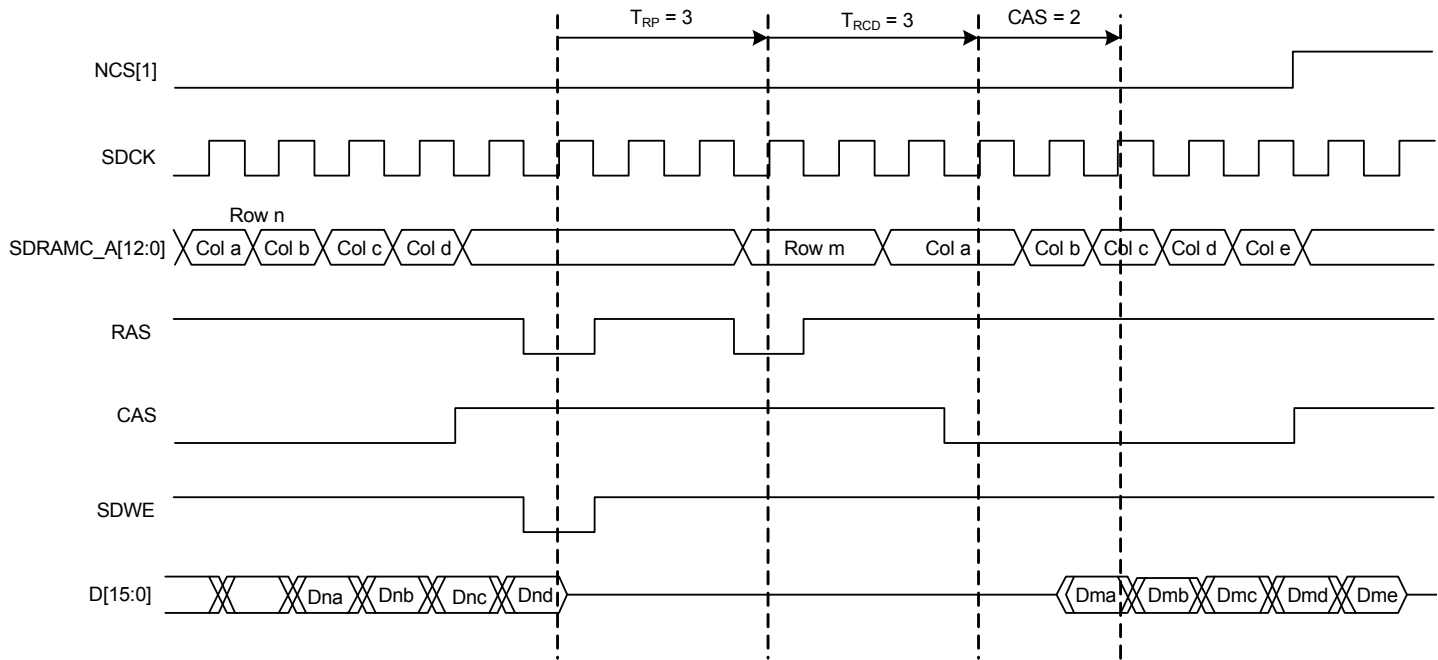 T_RP = 3 T_RCD = 3 CAS = 2
NCS[1]
SDCK
Row n
SDRAMC_A[12:0] Col a Col b Col c Col d Row m Col a Col b Col c Col d Col e
RAS
CAS
SDWE
D[15:0] Dna Dnb Dnc Dnd Dma Dmb Dmc Dmd Dme